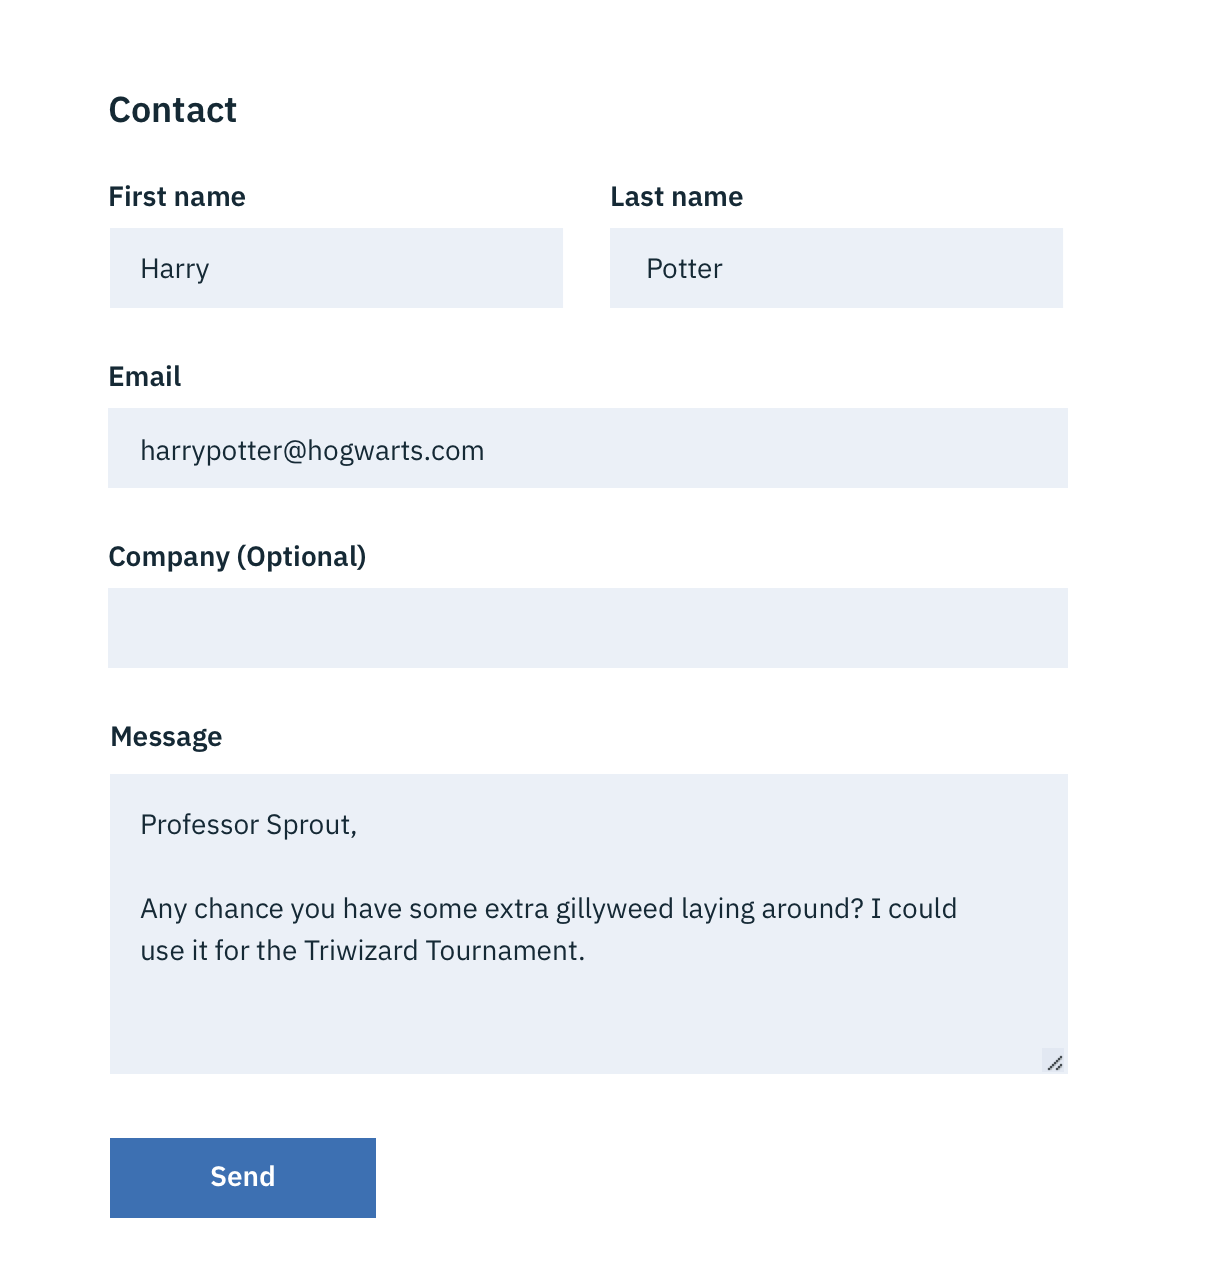 Contact
First name
Last name
Harry
Potter
Email
harrypotter@hogwarts.com
Company (Optional)
Message
Professor Sprout,
Any chance you have some extra gillyweed laying around? I could
use it for the Triwizard Tournament.
Send